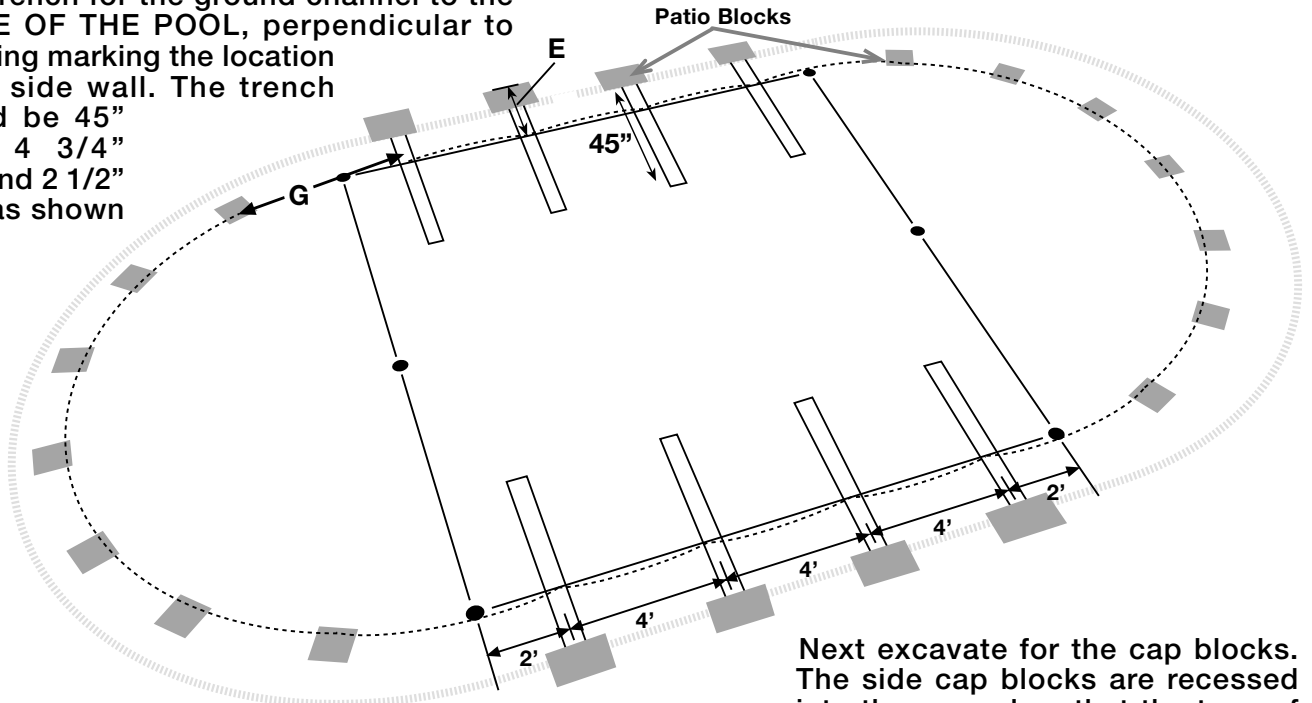 rench for the ground channel to the
E OF THE POOL, perpendicular to
ing marking the location
side wall. The trench
d be 45”
4 3/4”
nd 2 1/2”
as shown
Patio Blocks
E
45”
G
2’
4’
4’
4’
2’
Next excavate for the cap blocks.
The side cap blocks are recessed